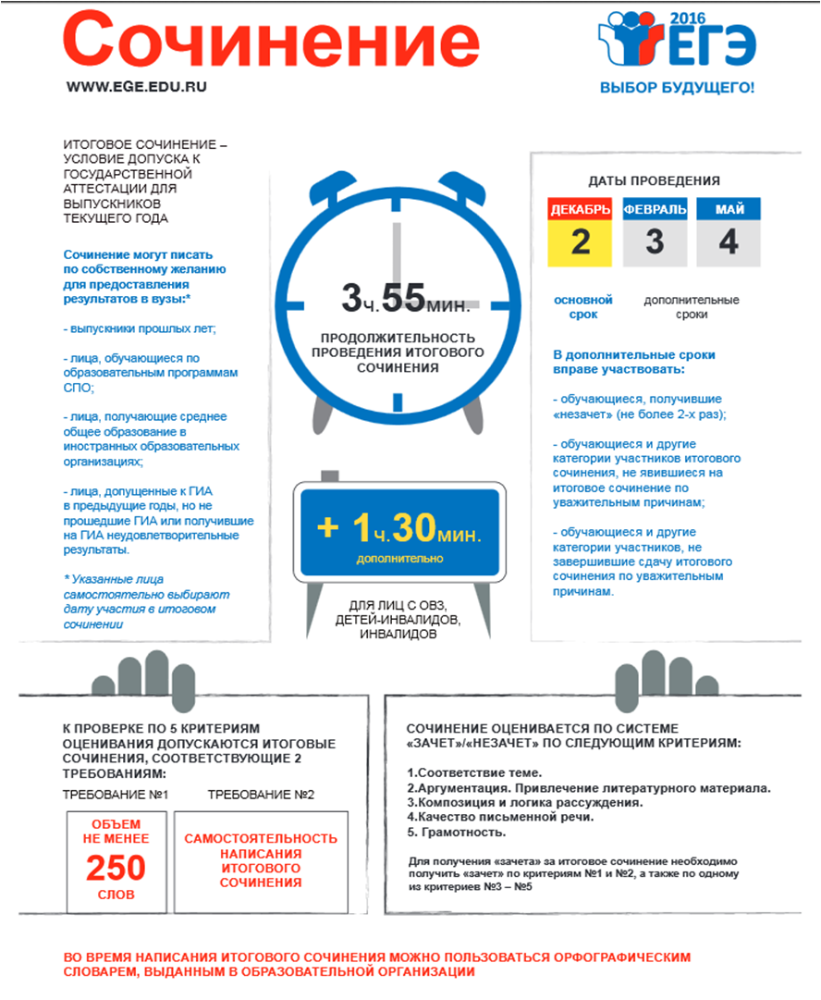 Сочинение
WWW.EGE.EDU.RU
2016
ЕГЭ
ВЫБОР БУДУЩЕГО!
ИТОГОВОЕ СОЧИНЕНИЕ –
УСЛОВИЕ ДОПУСКА К
ГОСУДАРСТВЕННОЙ
АТТЕСТАЦИИ ДЛЯ
ВЫПУСКНИКОВ
ТЕКУЩЕГО ГОДА
Сочинение могут писать
по собственному желанию
для предоставления
результатов в вузы:*
- выпускники прошлых лет;
- лица, обучающиеся по
образовательным программам
СПО;
- лица, получающие среднее
общее образование в
иностранных образовательных
организациях;
- лица, допущенные к ГИА
в предыдущие годы, но не
прошедшие ГИА или получившие
на ГИА неудовлетворительные
результаты.
* Указанные лица
самостоятельно выбирают
дату участия в итоговом
сочинении
3ч.55мин.
ПРОДОЛЖИТЕЛЬНОСТЬ
ПРОВЕДЕНИЯ ИТОГОВОГО
СОЧИНЕНИЯ
+ 1ч.30мин.
дополнительно
ДЛЯ ЛИЦ С ОВЗ,
ДЕТЕЙ-ИНВАЛИДОВ,
ИНВАЛИДОВ
ДАТЫ ПРОВЕДЕНИЯ
ДЕКАБРЬ ФЕВРАЛЬ МАЙ
2 3 4
основной дополнительные
срок сроки
В дополнительные сроки
вправе участвовать:
- обучающиеся, получившие
«незачет» (не более 2-х раз);
- обучающиеся и другие
категории участников итогового
сочинения, не явившиеся на
итоговое сочинение по
уважительным причинам;
- обучающиеся и другие
категории участников, не
завершившие сдачу итогового
сочинения по уважительным
причинам.
К ПРОВЕРКЕ ПО 5 КРИТЕРИЯМ
ОЦЕНИВАНИЯ ДОПУСКАЮТСЯ ИТОГОВЫЕ
СОЧИНЕНИЯ, СООТВЕТСТВУЮЩИЕ 2
ТРЕБОВАНИЯМ:
ТРЕБОВАНИЕ №1 ТРЕБОВАНИЕ №2
ОБЪЕМ
НЕ МЕНЕЕ
250
СЛОВ
САМОСТОЯТЕЛЬНОСТЬ
НАПИСАНИЯ
ИТОГОВОГО
СОЧИНЕНИЯ
СОЧИНЕНИЕ ОЦЕНИВАЕТСЯ ПО СИСТЕМЕ
«ЗАЧЕТ»/«НЕЗАЧЕТ» ПО СЛЕДУЮЩИМ КРИТЕРИЯМ:
1.Соответствие теме.
2.Аргументация. Привлечение литературного материала.
3.Композиция и логика рассуждения.
4.Качество письменной речи.
5. Грамотность.
Для получения «зачета» за итоговое сочинение необходимо
получить «зачет» по критериям №1 и №2, а также по одному
из критериев №3 – №5
ВО ВРЕМЯ НАПИСАНИЯ ИТОГОВОГО СОЧИНЕНИЯ МОЖНО ПОЛЬЗОВАТЬСЯ ОРФОГРАФИЧЕСКИМ
СЛОВАРЕМ, ВЫДАННЫМ В ОБРАЗОВАТЕЛЬНОЙ ОРГАНИЗАЦИИ